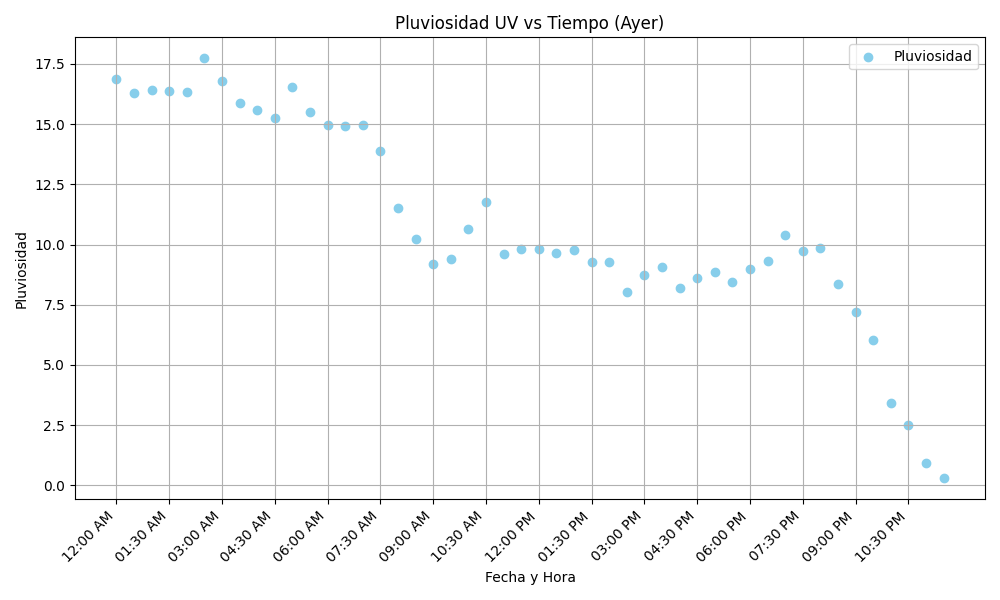 Pluviosidad UV vs Tiempo (Ayer)
Pluviosidad
17.5
15.0
12.5
10.0
7.5
5.0
2.5
0.0
Pluviosidad
12:00 AM
01:30 AM
03:00 AM
04:30 AM
06:00 AM
07:30 AM
09:00 AM
10:30 AM
12:00 PM
01:30 PM
03:00 PM
04:30 PM
06:00 PM
07:30 PM
09:00 PM
10:30 PM
Fecha y Hora